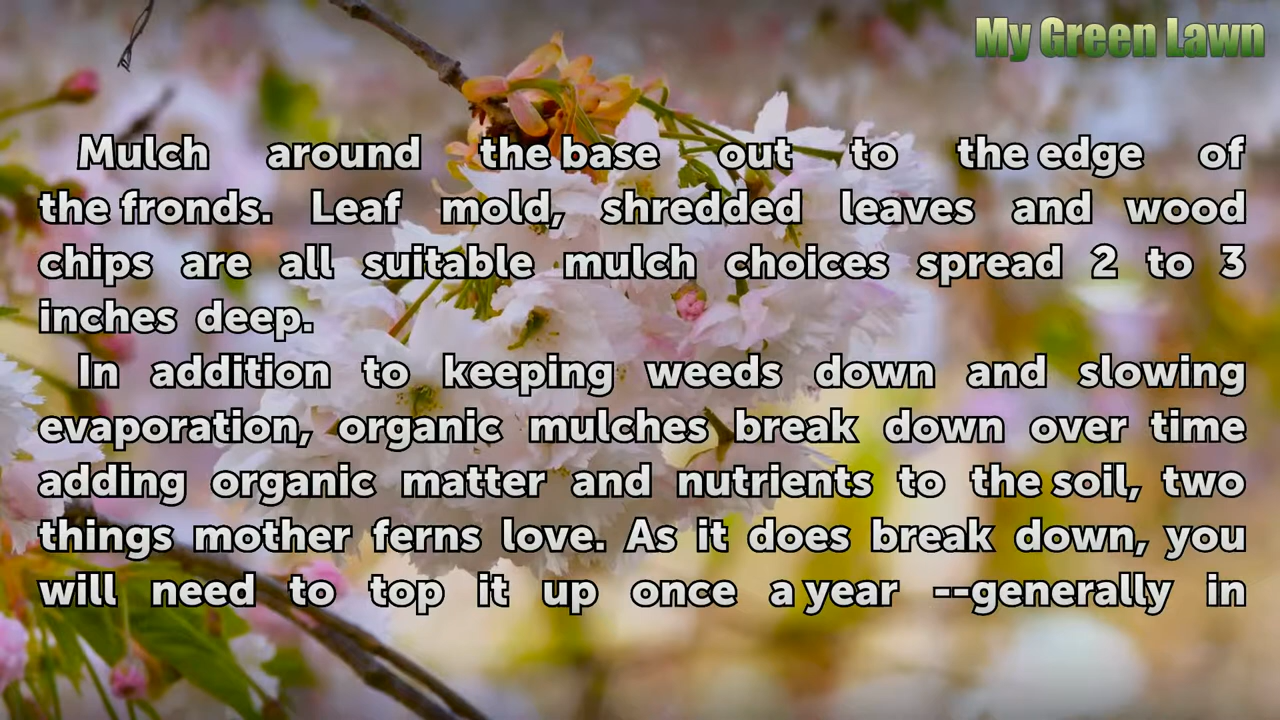 My Green Lawn
Mulch around the base out to the edge of
the fronds. Leaf mold, shredded leaves and wood
chips are all suitable mulch choices spread 2 to 3
inches deep.
In addition to keeping weeds down and slowing
evaporation, organic mulches break down over time
adding organic matter and nutrients to the soil, two
things mother ferns love. As it does break down, you
will need to top it up once a year --generally in